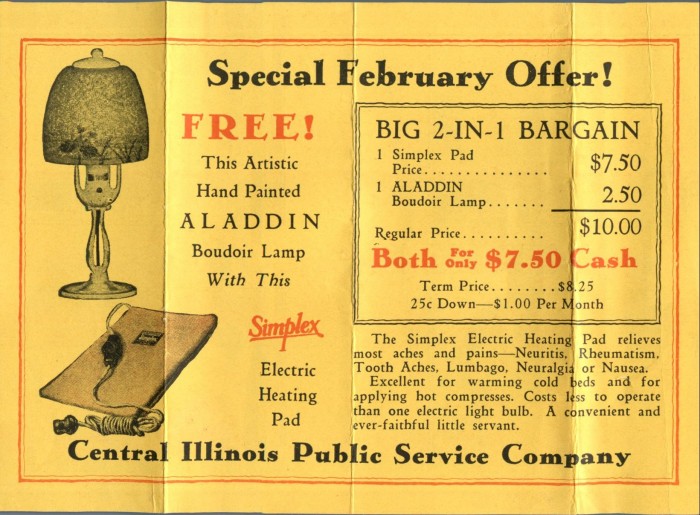 Special February Offer!
FREE!
This Artistic
Hand Painted
ALADDIN
Boudoir Lamp
With This
Simplex
Electric
Heating
Pad
BIG 2-IN-1 BARGAIN
1 Simplex Pad
Price............... $7.50
1 ALADDIN
Boudoir Lamp....... 2.50
Regular Price.......... $10.00
Both For Only $7.50 Cash
Term Price........$8.25
25c Down—$1.00 Per Month
The Simplex Electric Heating Pad relieves
most aches and pains—Neuritis, Rheumatism,
Tooth Aches, Lumbago, Neuralgia or Nausea.
Excellent for warming cold beds and for
applying hot compresses. Costs less to operate
than one electric light bulb. A convenient and
ever-faithful little servant.
Central Illinois Public Service Company